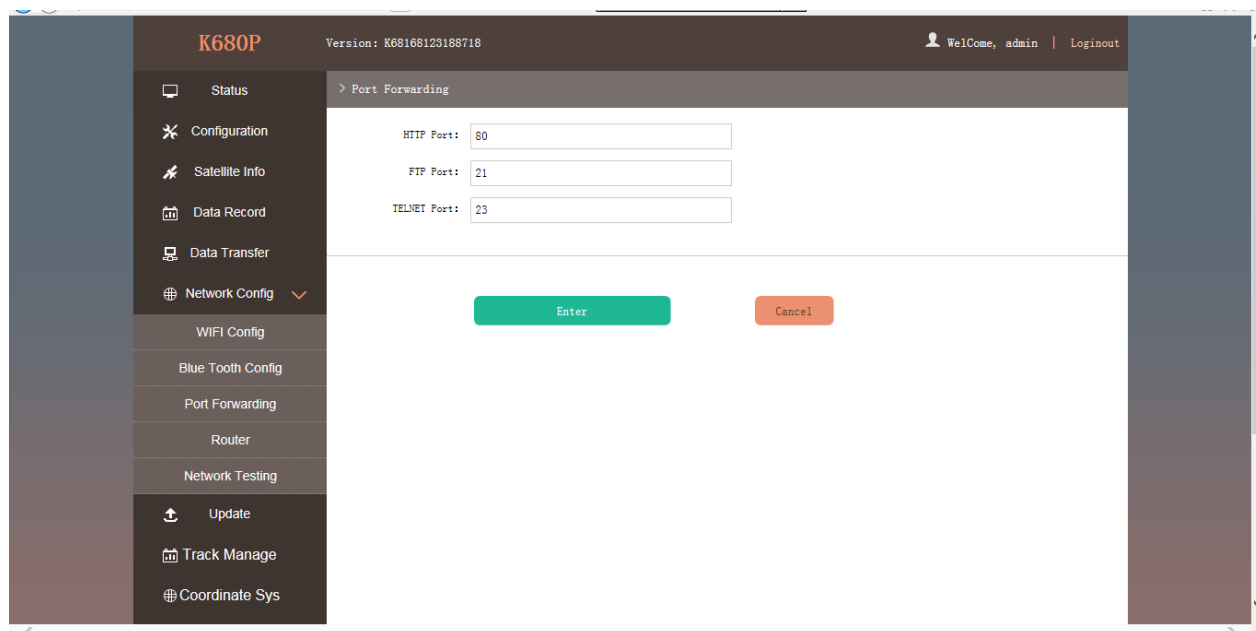 K680P
Version: K68168123188718
WelCome, admin | Loginout
Status
Configuration
Satellite Info
Data Record
Data Transfer
Network Config
WIFI Config
Blue Tooth Config
Port Forwarding
Router
Network Testing
Update
Track Manage
Coordinate Sys
> Port Forwarding
HTTP Port: 80
FTP Port: 21
TELNET Port: 23
Enter
Cancel